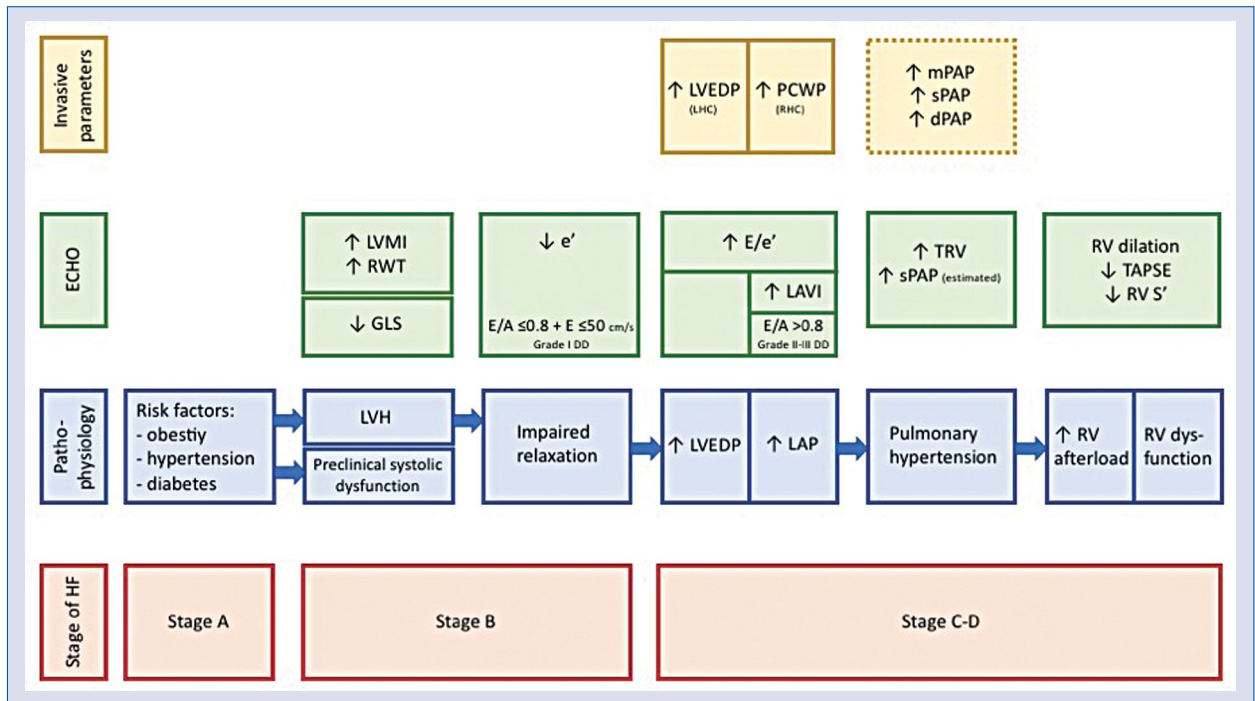 Invasive
parameters
↑ LVEDP
(LHC)
↑ PCWP
(RHC)
↑ mPAP
↑ sPAP
↑ dPAP
ECHO
↑ LVMI
↑ RWT
↓ GLS
↓ e’
E/A ≤0.8 + E ≤50 cm/s
Grade I DD
↑ E/e’
↑ LAVI
E/A >0.8
Grade II-III DD
↑ TRV
↑ sPAP (estimated)
RV dilation
↓ TAPSE
↓ RV S’
Patho-
physiology
Risk factors:
- obestiy
- hypertension
- diabetes
LVH
Preclinical systolic
dysfunction
Impaired
relaxation
↑ LVEDP
↑ LAP
Pulmonary
hypertension
↑ RV
afterload
RV dys-
function
Stage of HF
Stage A
Stage B
Stage C-D